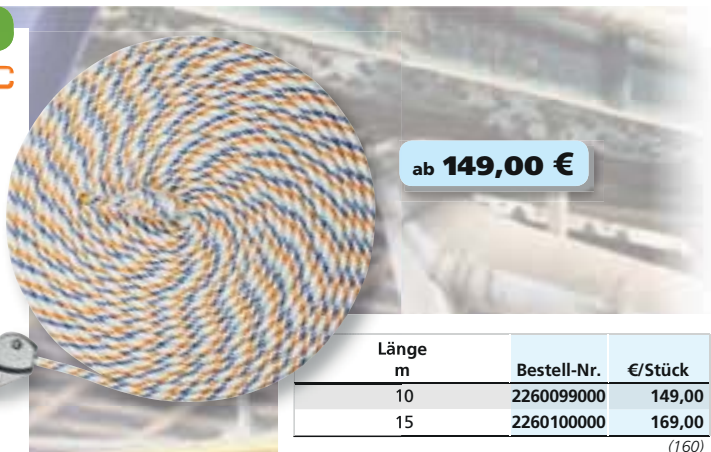 C
ab 149,00 €
Länge
m Bestell-Nr. €/Stück
10 2260099000 149,00
15 2260100000 169,00
(160)